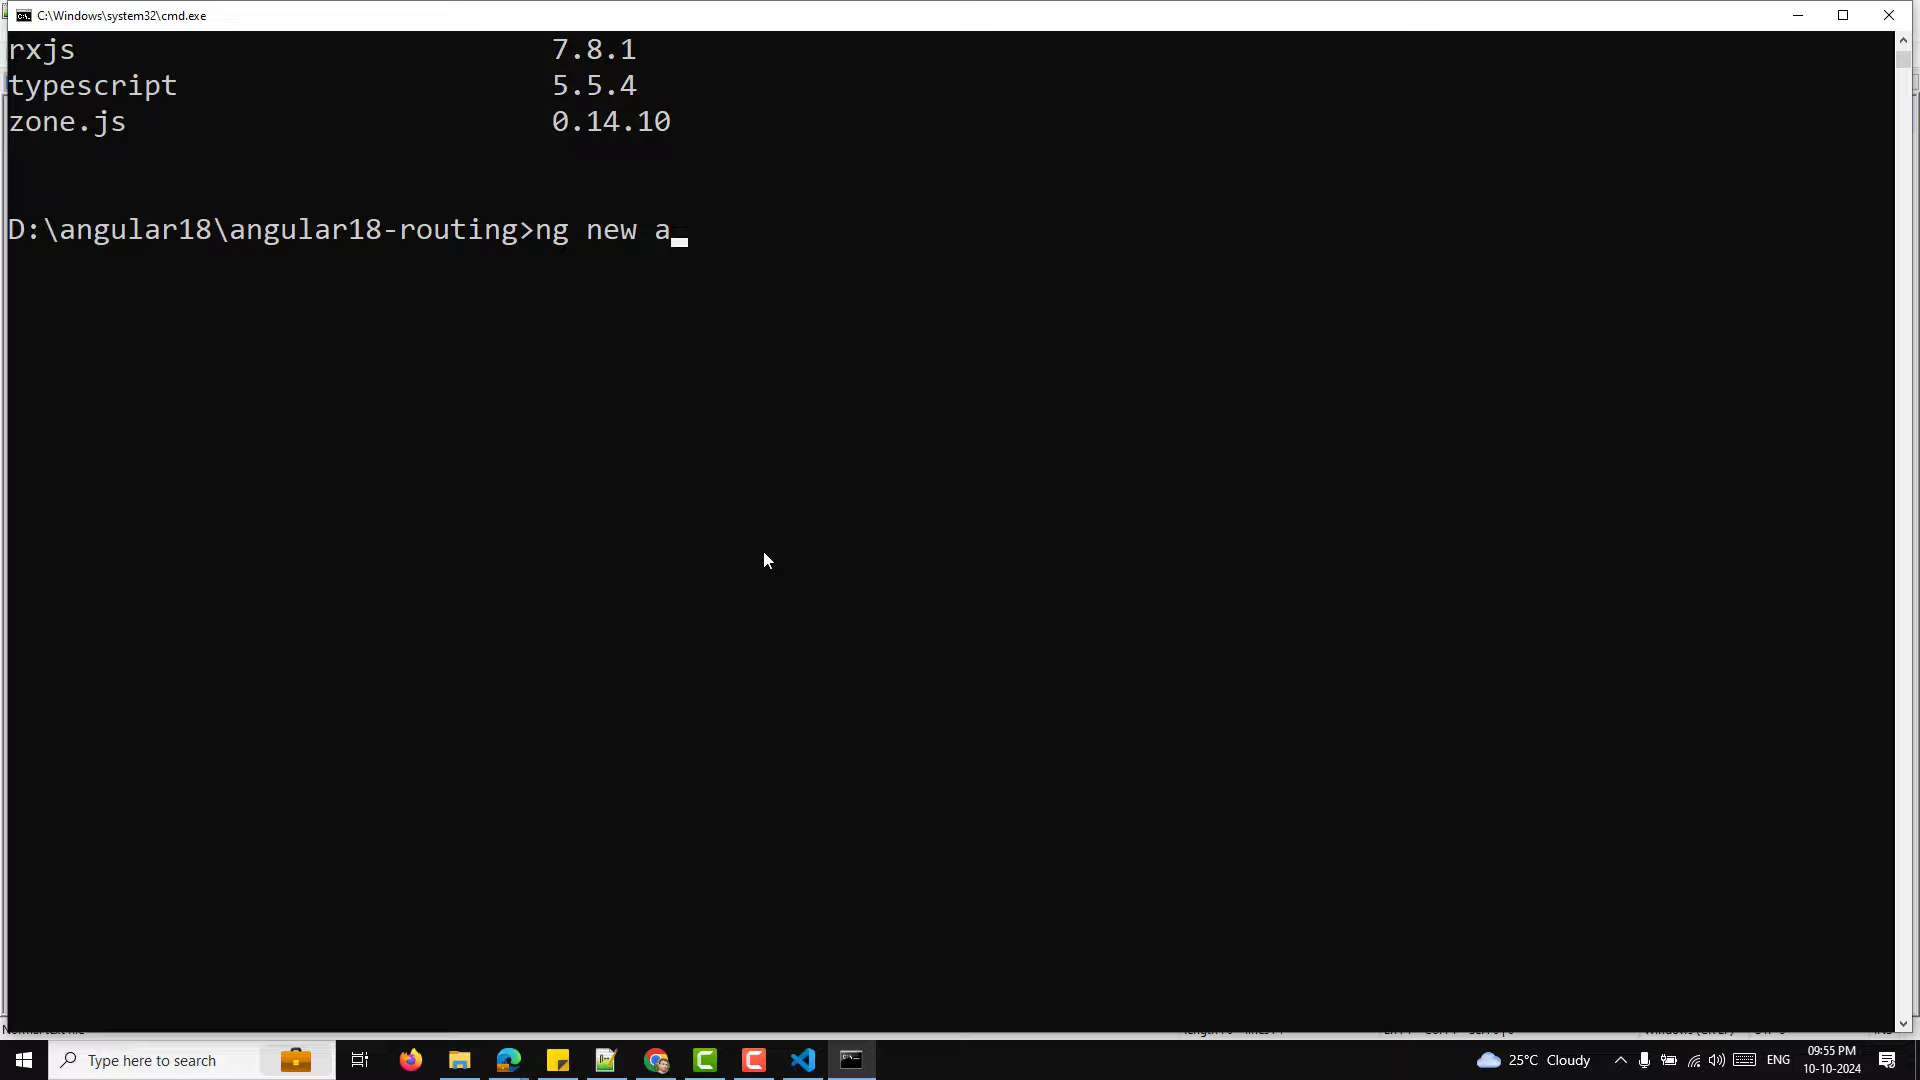 C:\Windows\system32\cmd.exe
rxjs 7.8.1
typescript 5.5.4
zone.js 0.14.10
D:\angular18\angular18-routing>ng new a
Type here to search
25°C Cloudy
ENG
09:55 PM
10-10-2024